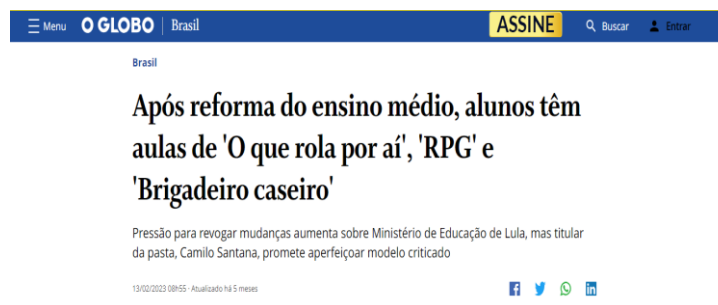 Menu O GLOBO Brasil ASSINE Buscar Entrar
Brasil
Após reforma do ensino médio, alunos têm
aulas de 'O que rola por aí', 'RPG' e
'Brigadeiro caseiro'
Pressão para revogar mudanças aumenta sobre Ministério de Educação de Lula, mas titular
da pasta, Camilo Santana, promete aperfeiçoar modelo criticado
13/02/2023 08h55 · Atualizado há 5 meses